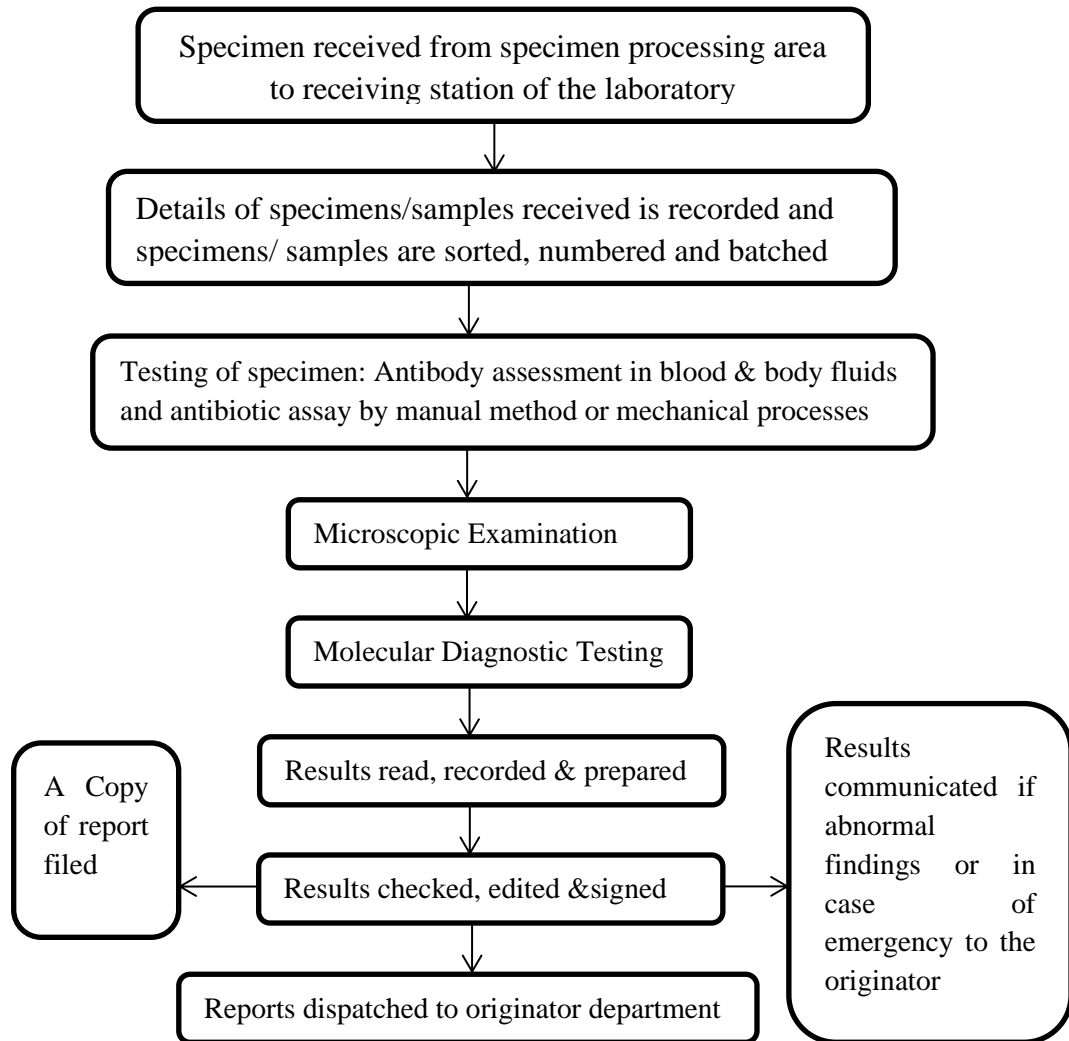 Specimen received from specimen processing area
to receiving station of the laboratory
Details of specimens/samples received is recorded and
specimens/ samples are sorted, numbered and batched
Testing of specimen: Antibody assessment in blood & body fluids
and antibiotic assay by manual method or mechanical processes
Microscopic Examination
Molecular Diagnostic Testing
Results read, recorded & prepared
A Copy
of report
filed
Results checked, edited &signed
Results
communicated if
abnormal
findings or in
case of
emergency to the
originator
Reports dispatched to originator department